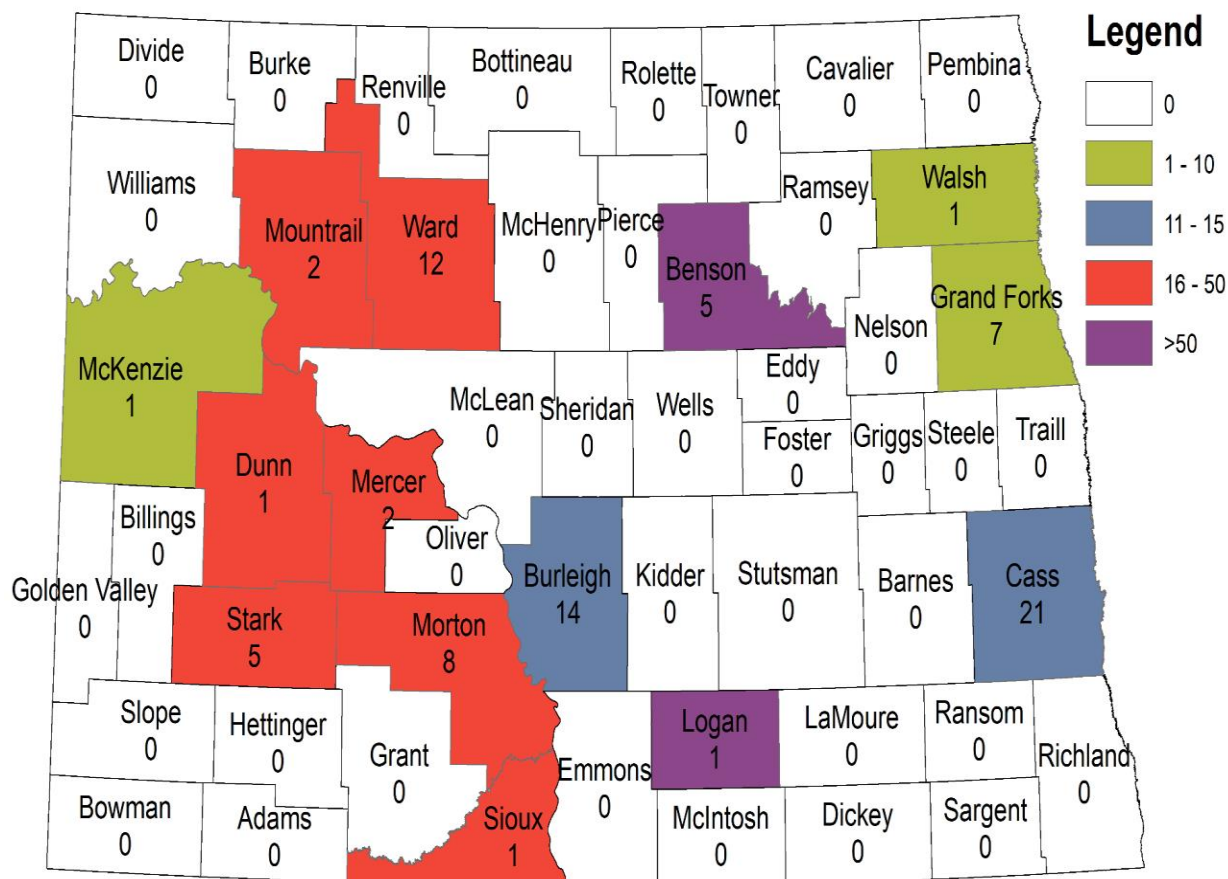 Legend
0
1 - 10
11 - 15
16 - 50
>50
Divide
0
Burke
0
Renville
0
Bottineau
0
Rolette
0
Towner
0
Cavalier
0
Pembina
0
Williams
0
Mountrail
2
Ward
12
McHenry
0
Pierce
0
Benson
5
Ramsey
0
Walsh
1
Nelson
0
Grand Forks
7
McKenzie
1
Dunn
1
Mercer
2
McLean
0
Sheridan
0
Wells
0
Eddy
0
Foster
0
Griggs
0
Steele
0
Traill
0
Golden Valley
0
Billings
0
Stark
5
Oliver
0
Morton
8
Burleigh
14
Kidder
0
Stutsman
0
Barnes
0
Cass
21
Slope
0
Hettinger
0
Grant
0
Emmons
0
Logan
1
LaMoure
0
Ransom
0
Richland
0
Bowman
0
Adams
0
Sioux
1
McIntosh
0
Dickey
0
Sargent
0